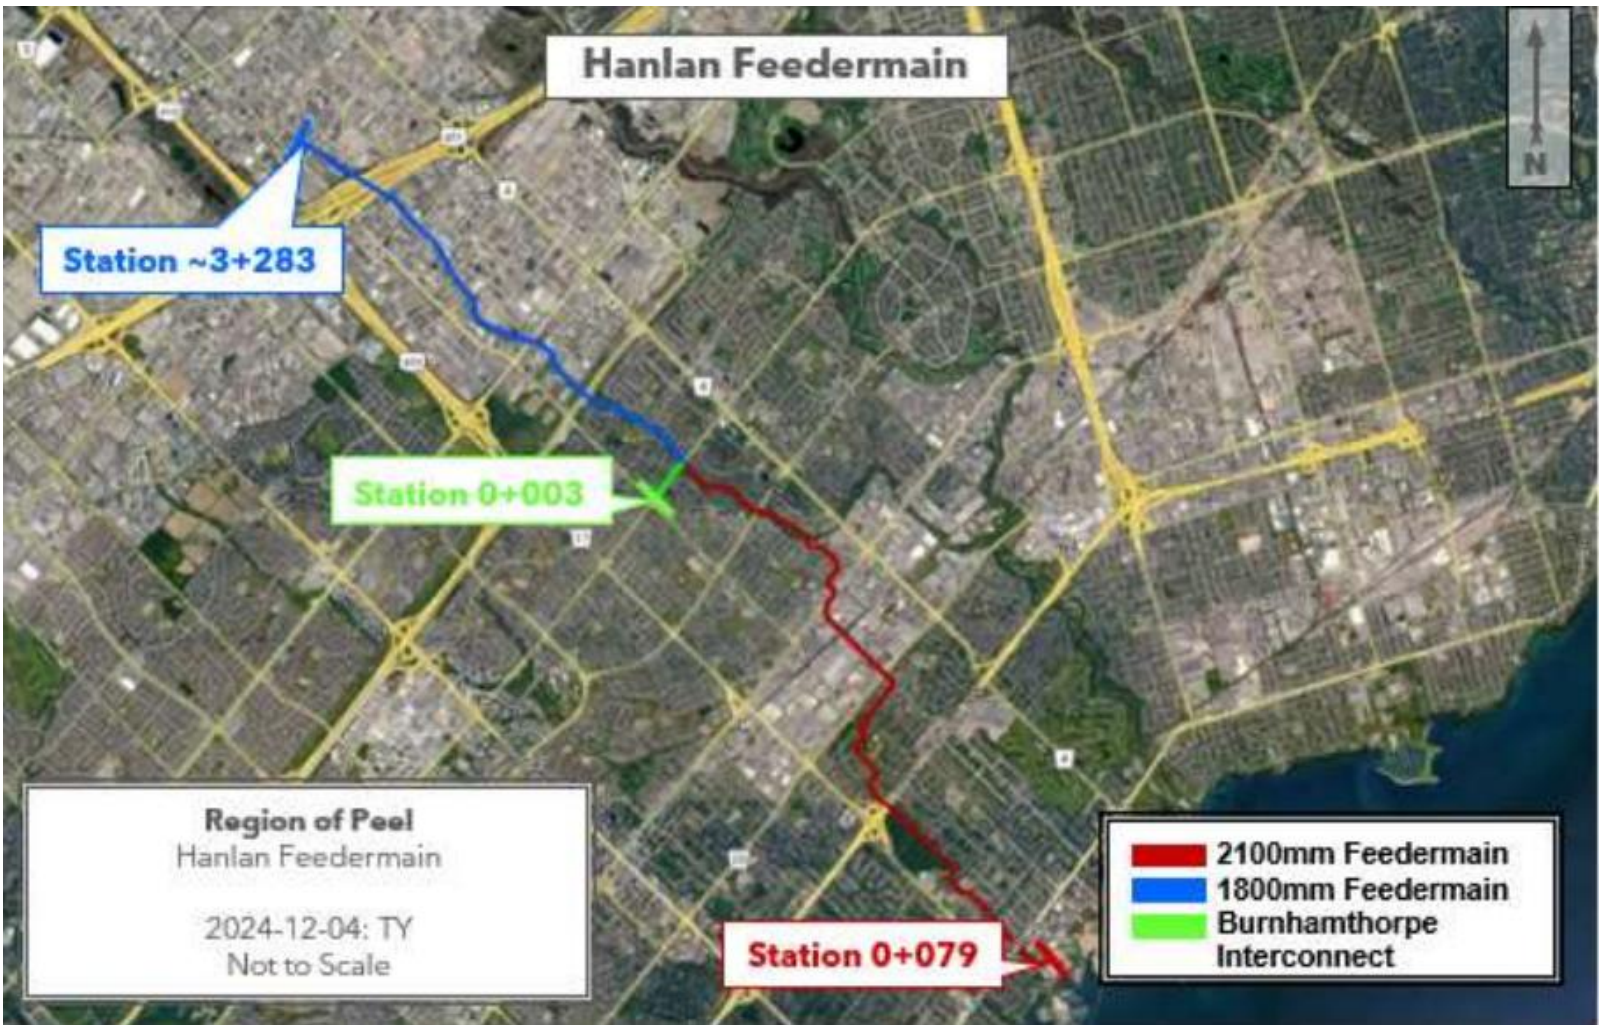 Hanlan Feedermain
N
Station ~3+283
Station 0+003
Station 0+079
Region of Peel
Hanlan Feedermain
2024-12-04: TY
Not to Scale
2100mm Feedermain
1800mm Feedermain
Burnhamthorpe
Interconnect